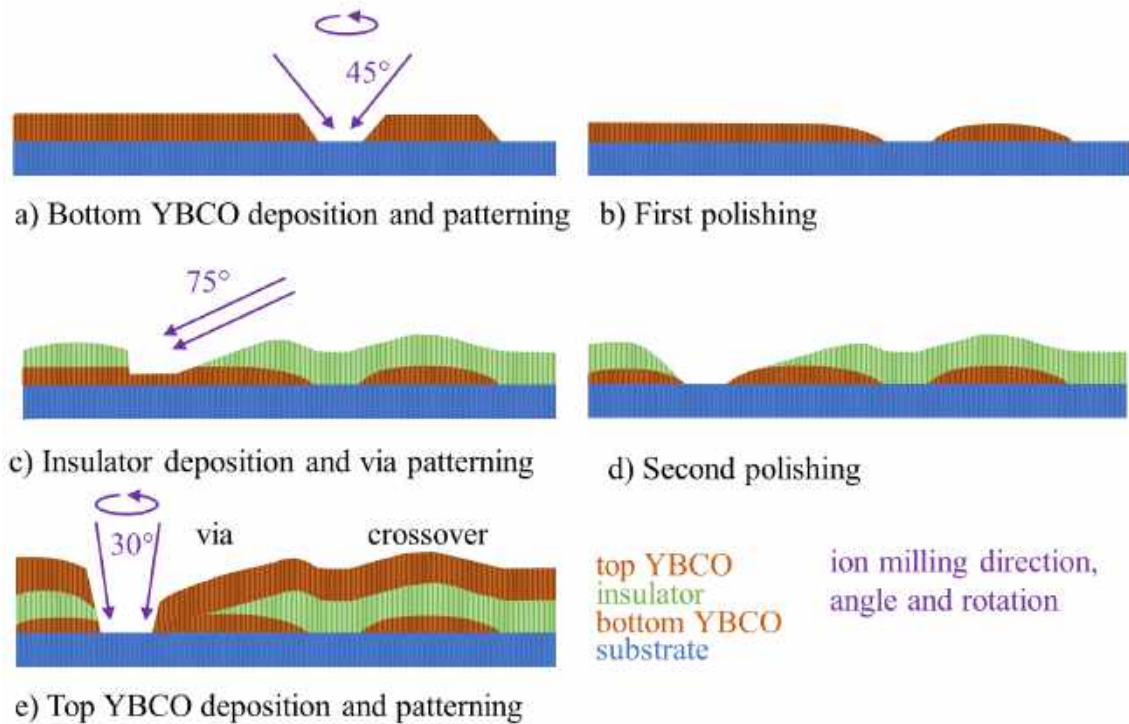 45°
a) Bottom YBCO deposition and patterning
b) First polishing
75°
c) Insulator deposition and via patterning
d) Second polishing
30°
via
crossover
e) Top YBCO deposition and patterning
top YBCO
insulator
bottom YBCO
substrate
ion milling direction,
angle and rotation